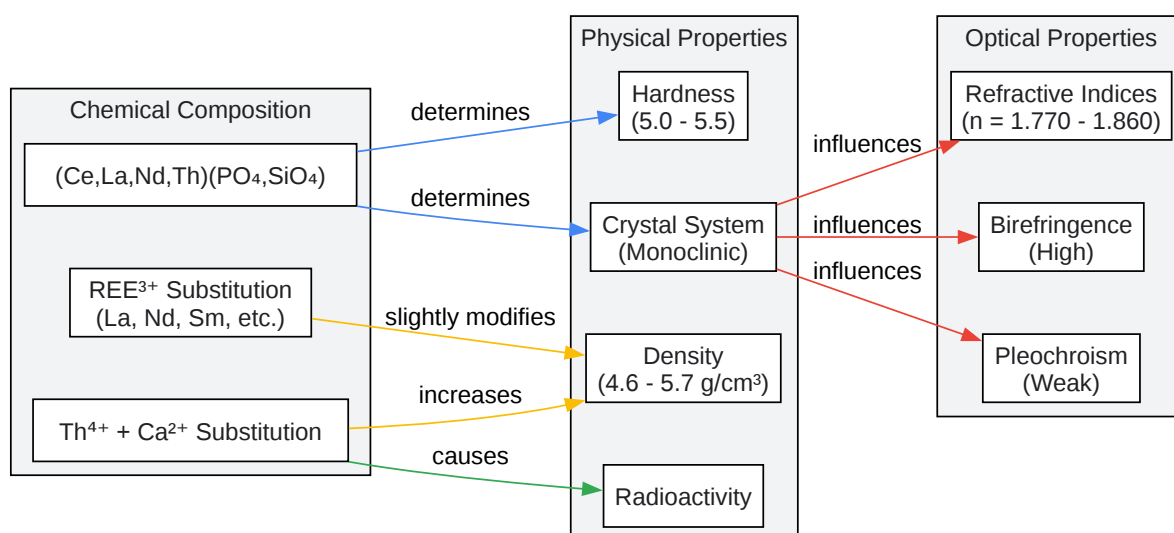 Chemical Composition
(Ce,La,Nd,Th)(PO₄,SiO₄)
REE³⁺ Substitution
(La, Nd, Sm, etc.)
Th⁴⁺ + Ca²⁺ Substitution
determines
determines
slightly modifies
increases
causes
Physical Properties
Hardness
(5.0 - 5.5)
Crystal System
(Monoclinic)
Density
(4.6 - 5.7 g/cm³)
Radioactivity
influences
influences
influences
Optical Properties
Refractive Indices
(n = 1.770 - 1.860)
Birefringence
(High)
Pleochroism
(Weak)